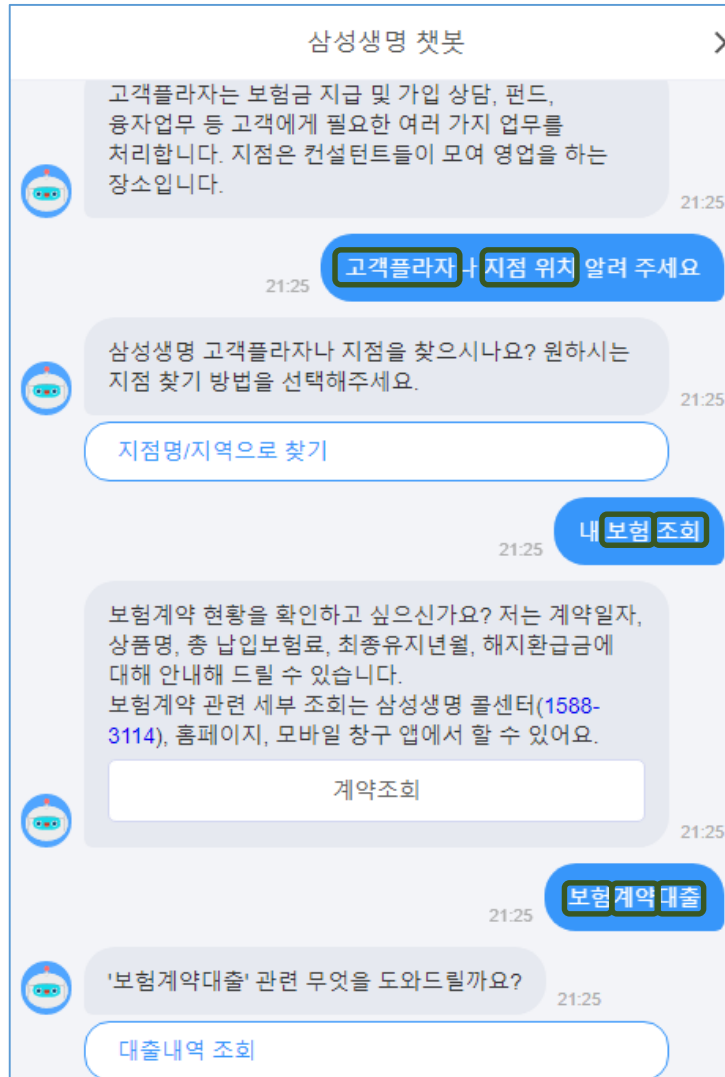 삼성생명 챗봇
고객플라자는 보험금 지급 및 가입 상담, 펀드,
융자업무 등 고객에게 필요한 여러 가지 업무를
처리합니다. 지점은 컨설턴트들이 모여 영업을 하는
장소입니다.
21:25
고객플라자나 지점 위치 알려 주세요
21:25
삼성생명 고객플라자나 지점을 찾으시나요? 원하시는
지점 찾기 방법을 선택해주세요.
21:25
지점명/지역으로 찾기
내 보험 조회
21:25
보험계약 현황을 확인하고 싶으신가요? 저는 계약일자,
상품명, 총 납입보험료, 최종유지년월, 해지환급금에
대해 안내해 드릴 수 있습니다.
보험계약 관련 세부 조회는 삼성생명 콜센터(1588-
3114), 홈페이지, 모바일 창구 앱에서 할 수 있어요.
계약조회
21:25
보험계약대출
21:25
'보험계약대출' 관련 무엇을 도와드릴까요?
21:25
대출내역 조회